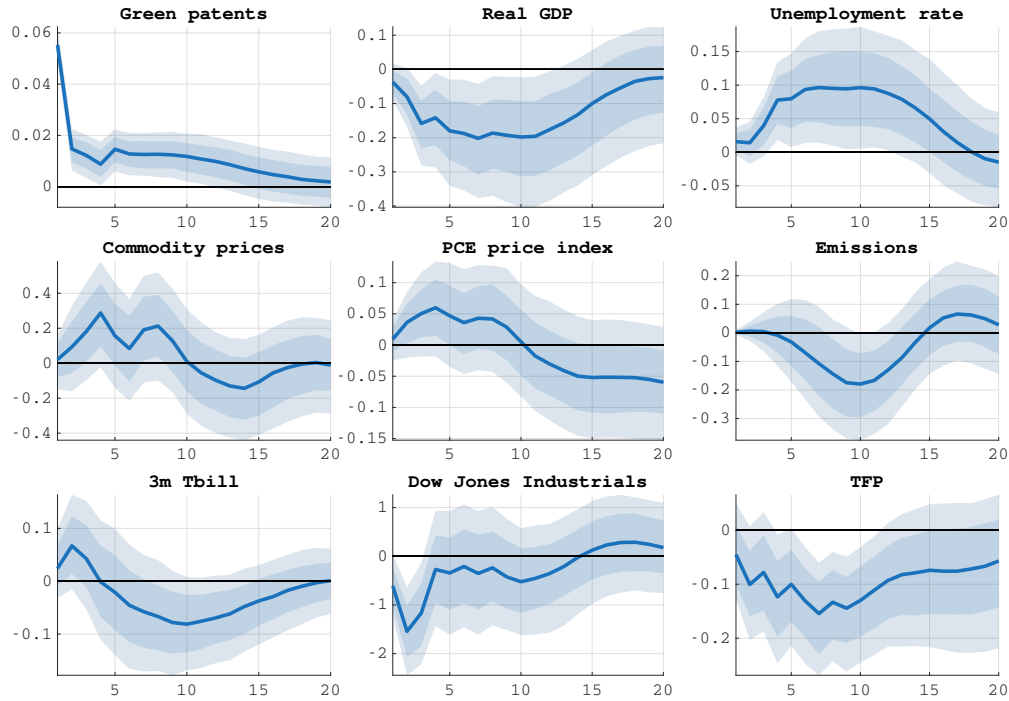 Green patents
0.06
0.04
0.02
0
5 10 15 20
Real GDP
0.1
0
-0.1
-0.2
-0.3
-0.4
5 10 15 20
Unemployment rate
0.15
0.1
0.05
0
-0.05
5 10 15 20
Commodity prices
0.4
0.2
0
-0.2
-0.4
5 10 15 20
PCE price index
0.1
0.05
0
-0.05
-0.1
-0.15
5 10 15 20
Emissions
0.2
0.1
0
-0.1
-0.2
-0.3
5 10 15 20
3m Tbill
0.1
0
-0.1
5 10 15 20
Dow Jones Industrials
1
0
-1
-2
5 10 15 20
TFP
0
-0.1
-0.2
5 10 15 20